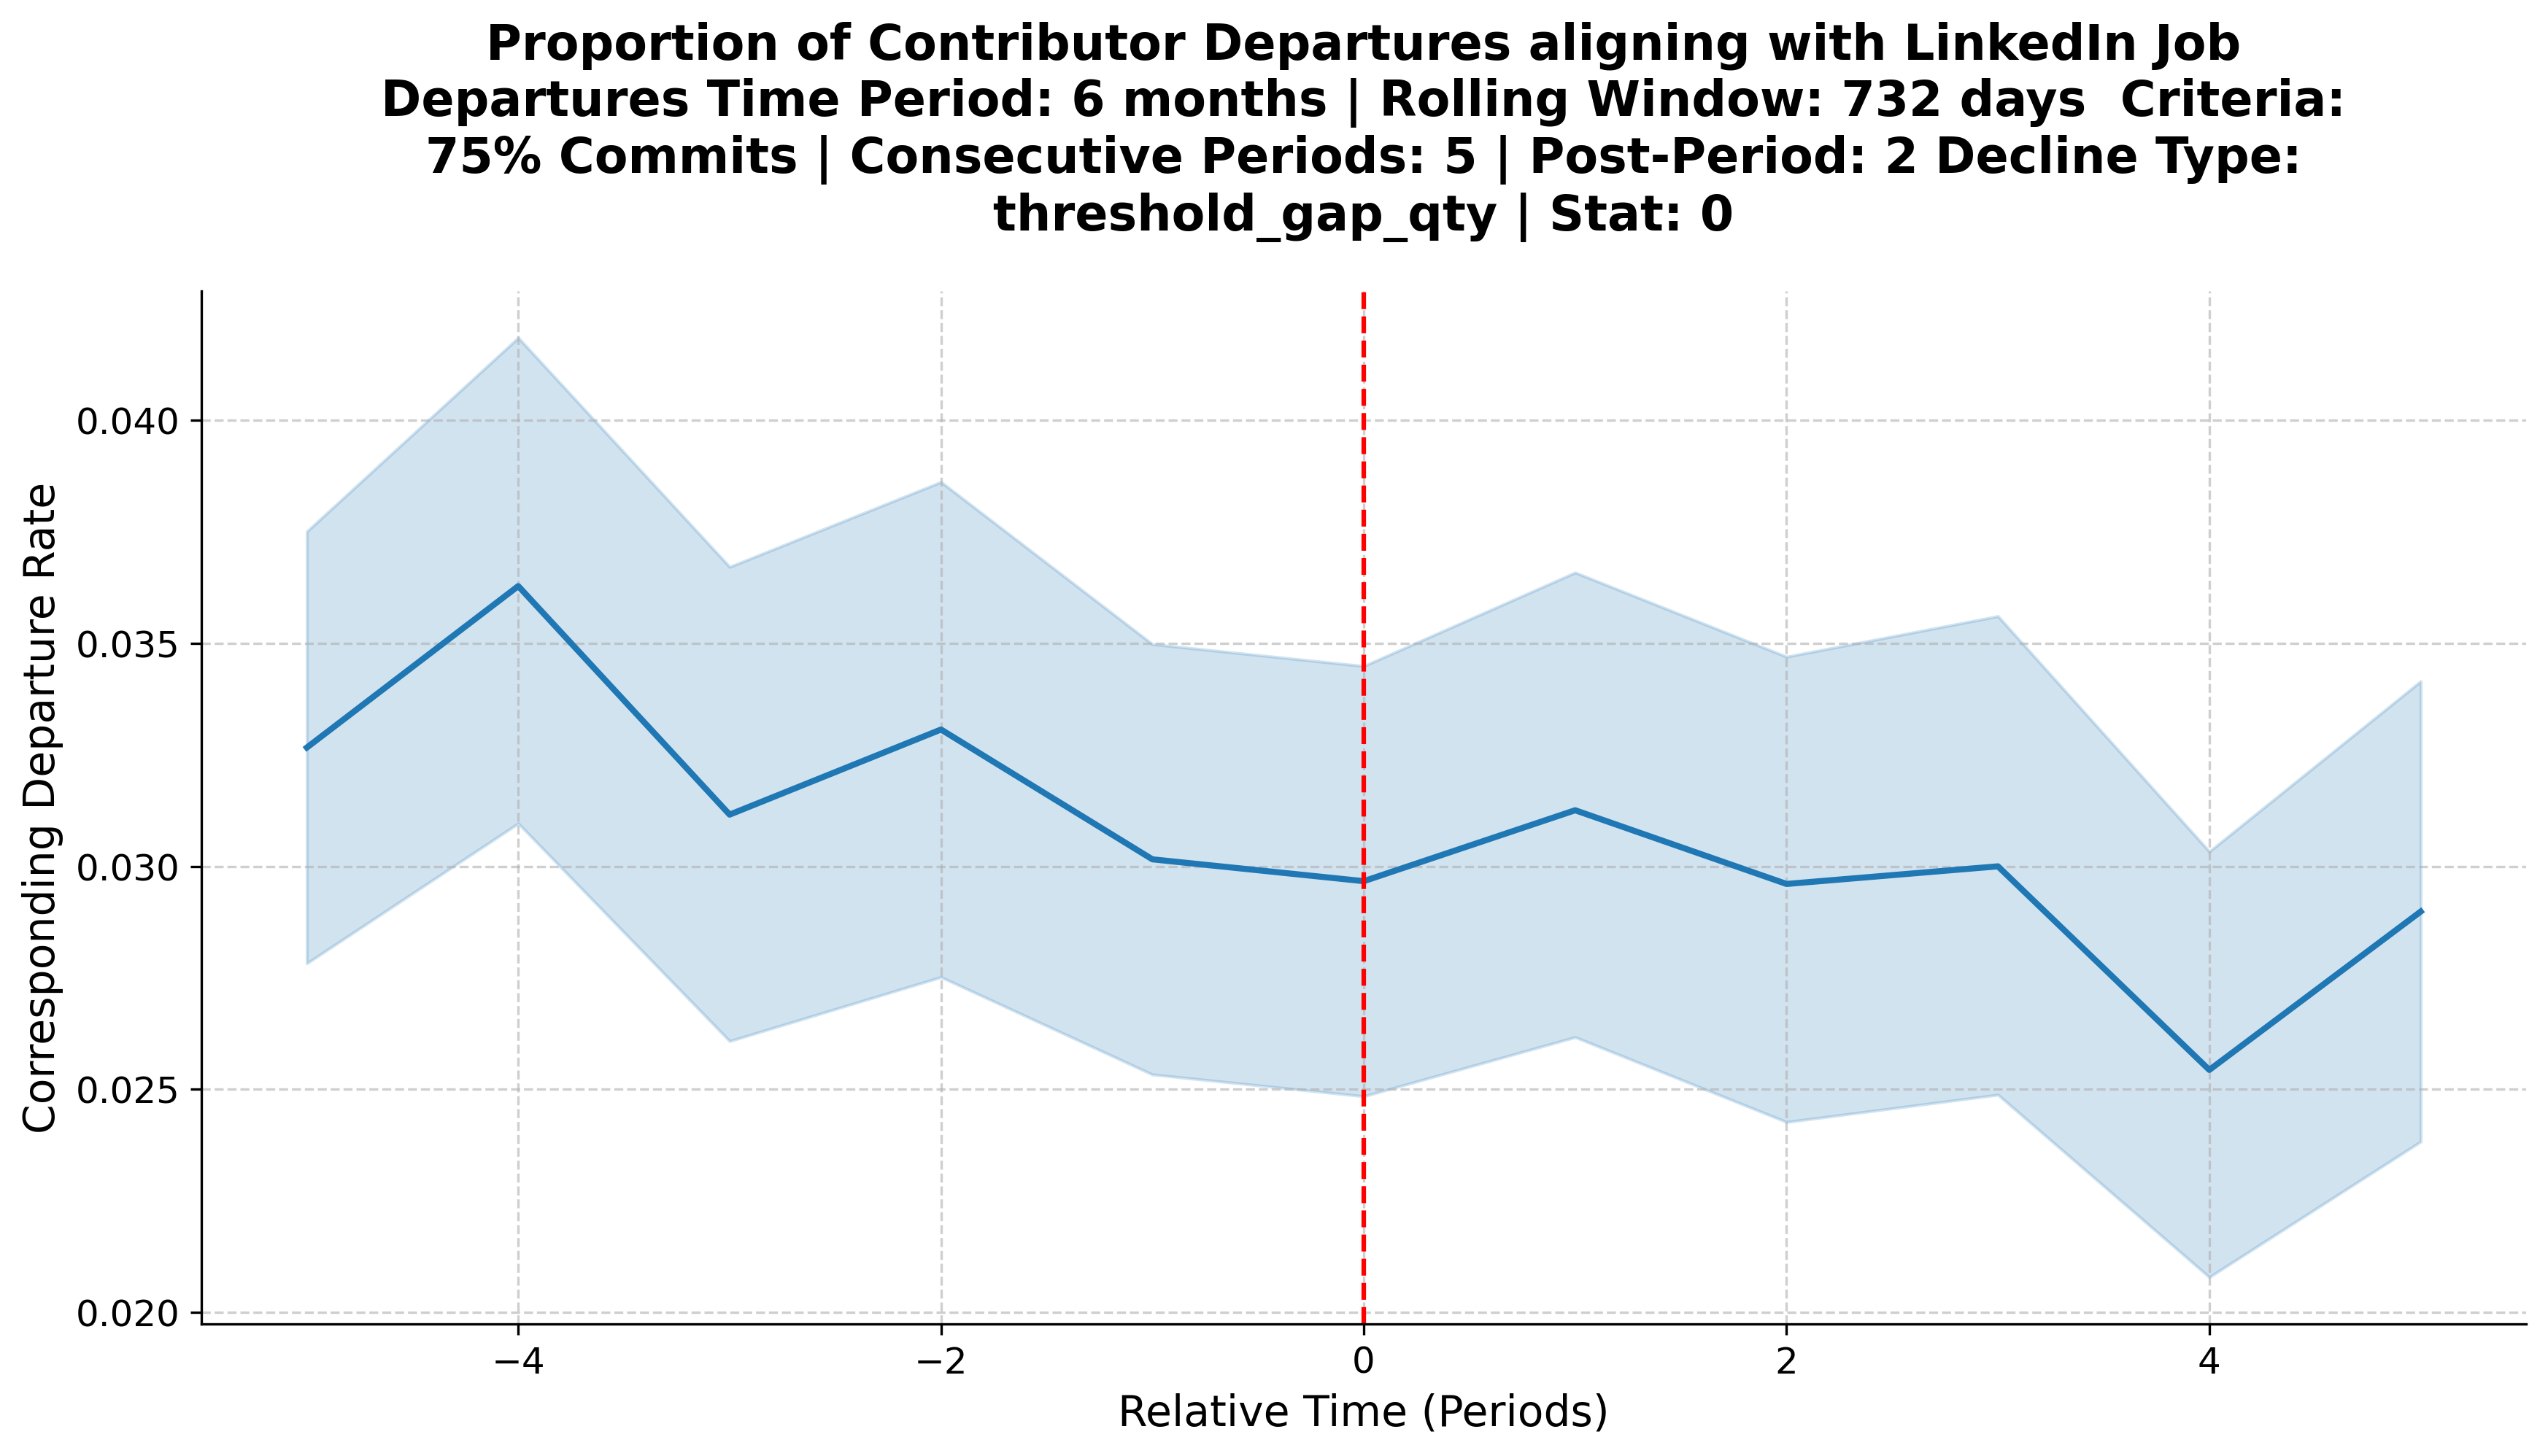 Proportion of Contributor Departures aligning with LinkedIn Job
Departures Time Period: 6 months | Rolling Window: 732 days  Criteria:
75% Commits | Consecutive Periods: 5 | Post-Period: 2 Decline Type:
threshold_gap_qty | Stat: 0
Corresponding Departure Rate
0.040
0.035
0.030
0.025
0.020
−4
−2
0
2
4
Relative Time (Periods)